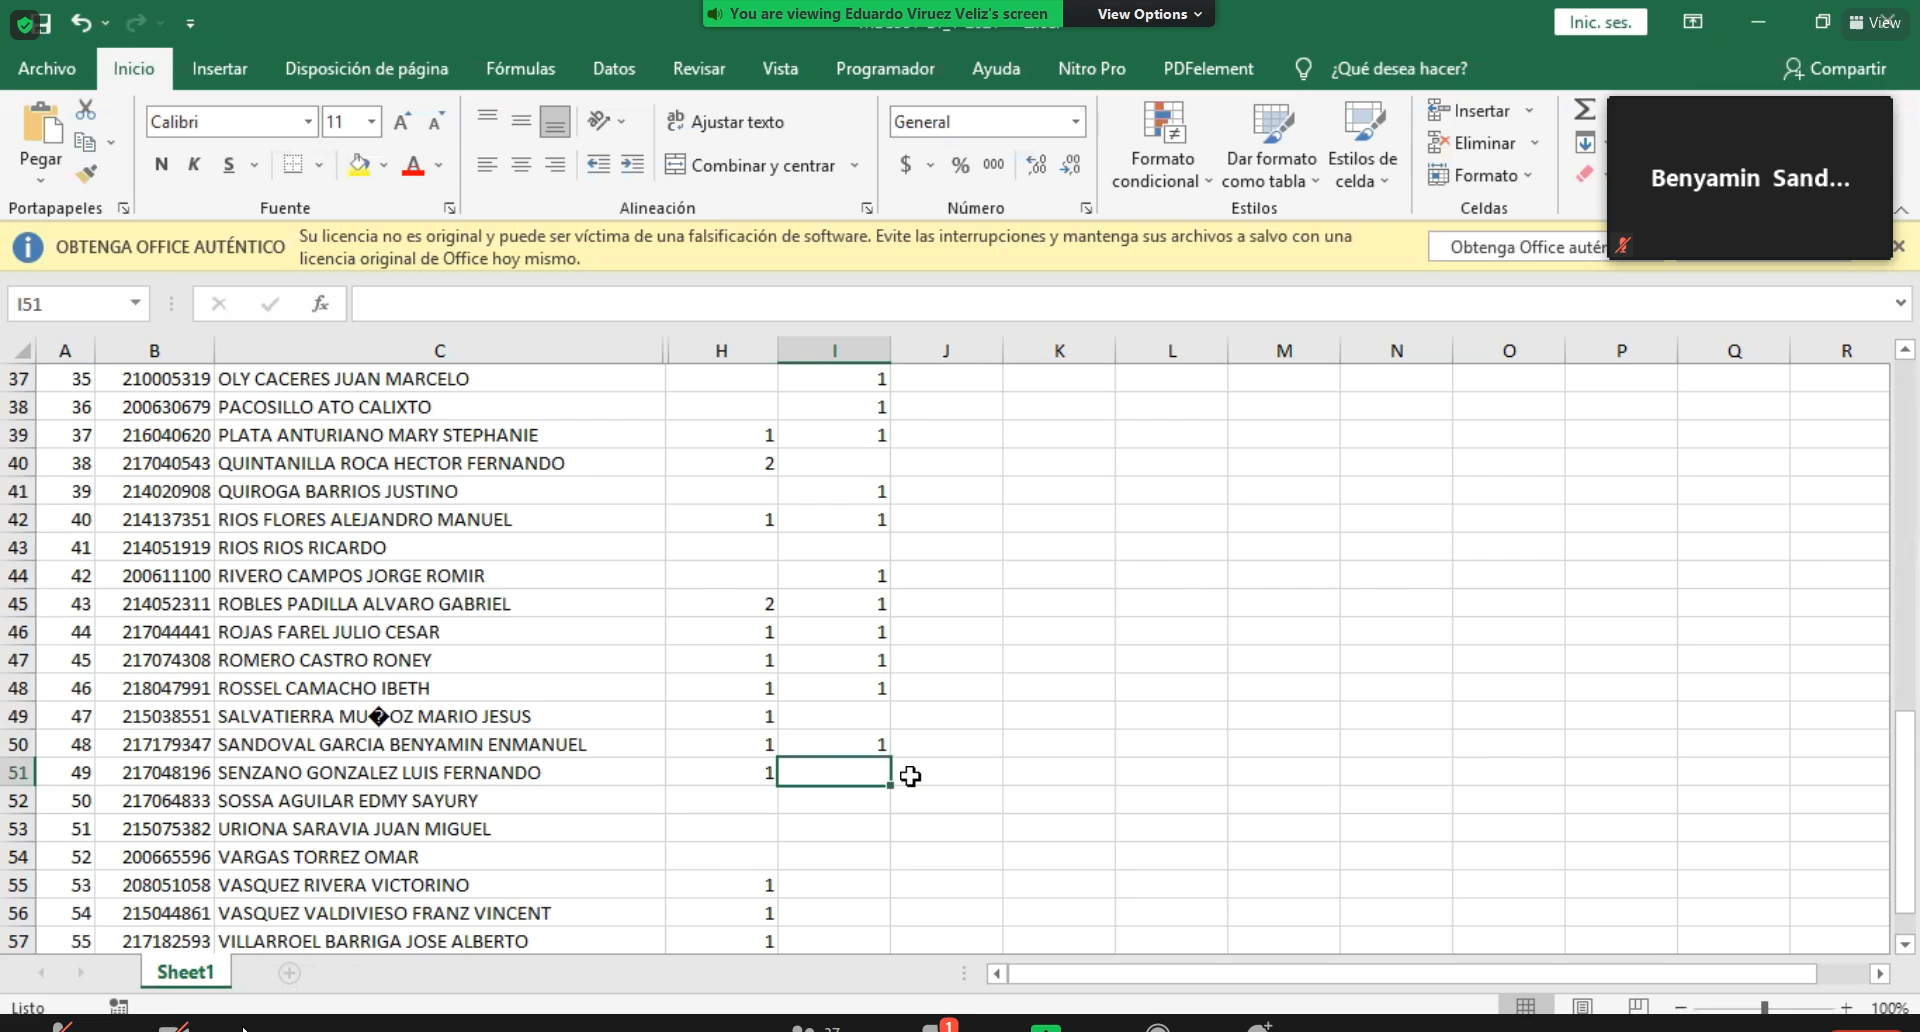 You are viewing Eduardo Viruez Veliz's screen
View Options
Inic. ses.
View
Archivo Inicio Insertar Disposición de página Fórmulas Datos Revisar Vista Programador Ayuda Nitro Pro PDFelement ¿Qué desea hacer? Compartir
Pegar
Calibri 11
N K S
Ajustar texto
Combinar y centrar
General
$ % 000
Formato condicional
Dar formato como tabla
Estilos de celda
Insertar
Eliminar
Formato
Portapapeles Fuente Alineación Número Estilos Celdas
Benyamin Sand...
OBTENGA OFFICE AUTÉNTICO
Su licencia no es original y puede ser víctima de una falsificación de software. Evite las interrupciones y mantenga sus archivos a salvo con una
licencia original de Office hoy mismo.
Obtenga Office
I51
fx
A B C H I J K L M N O P Q R
37 35 210005319 OLY CACERES JUAN MARCELO 1
38 36 200630679 PACOSILLO ATO CALIXTO 1
39 37 216040620 PLATA ANTURIANO MARY STEPHANIE 1 1
40 38 217040543 QUINTANILLA ROCA HECTOR FERNANDO 2
41 39 214020908 QUIROGA BARRIOS JUSTINO 1
42 40 214137351 RIOS FLORES ALEJANDRO MANUEL 1 1
43 41 214051919 RIOS RIOS RICARDO
44 42 200611100 RIVERO CAMPOS JORGE ROMIR 1
45 43 214052311 ROBLES PADILLA ALVARO GABRIEL 2 1
46 44 217044441 ROJAS FAREL JULIO CESAR 1 1
47 45 217074308 ROMERO CASTRO RONEY 1 1
48 46 218047991 ROSSEL CAMACHO IBETH 1 1
49 47 215038551 SALVATIERRA MU�OZ MARIO JESUS 1
50 48 217179347 SANDOVAL GARCIA BENYAMIN ENMANUEL 1 1
51 49 217048196 SENZANO GONZALEZ LUIS FERNANDO 1
52 50 217064833 SOSSA AGUILAR EDMY SAYURY
53 51 215075382 URIONA SARAVIA JUAN MIGUEL
54 52 200665596 VARGAS TORREZ OMAR
55 53 208051058 VASQUEZ RIVERA VICTORINO 1
56 54 215044861 VASQUEZ VALDIVIESO FRANZ VINCENT 1
57 55 217182593 VILLARROEL BARRIGA JOSE ALBERTO 1
Sheet1
Listo
100%
1